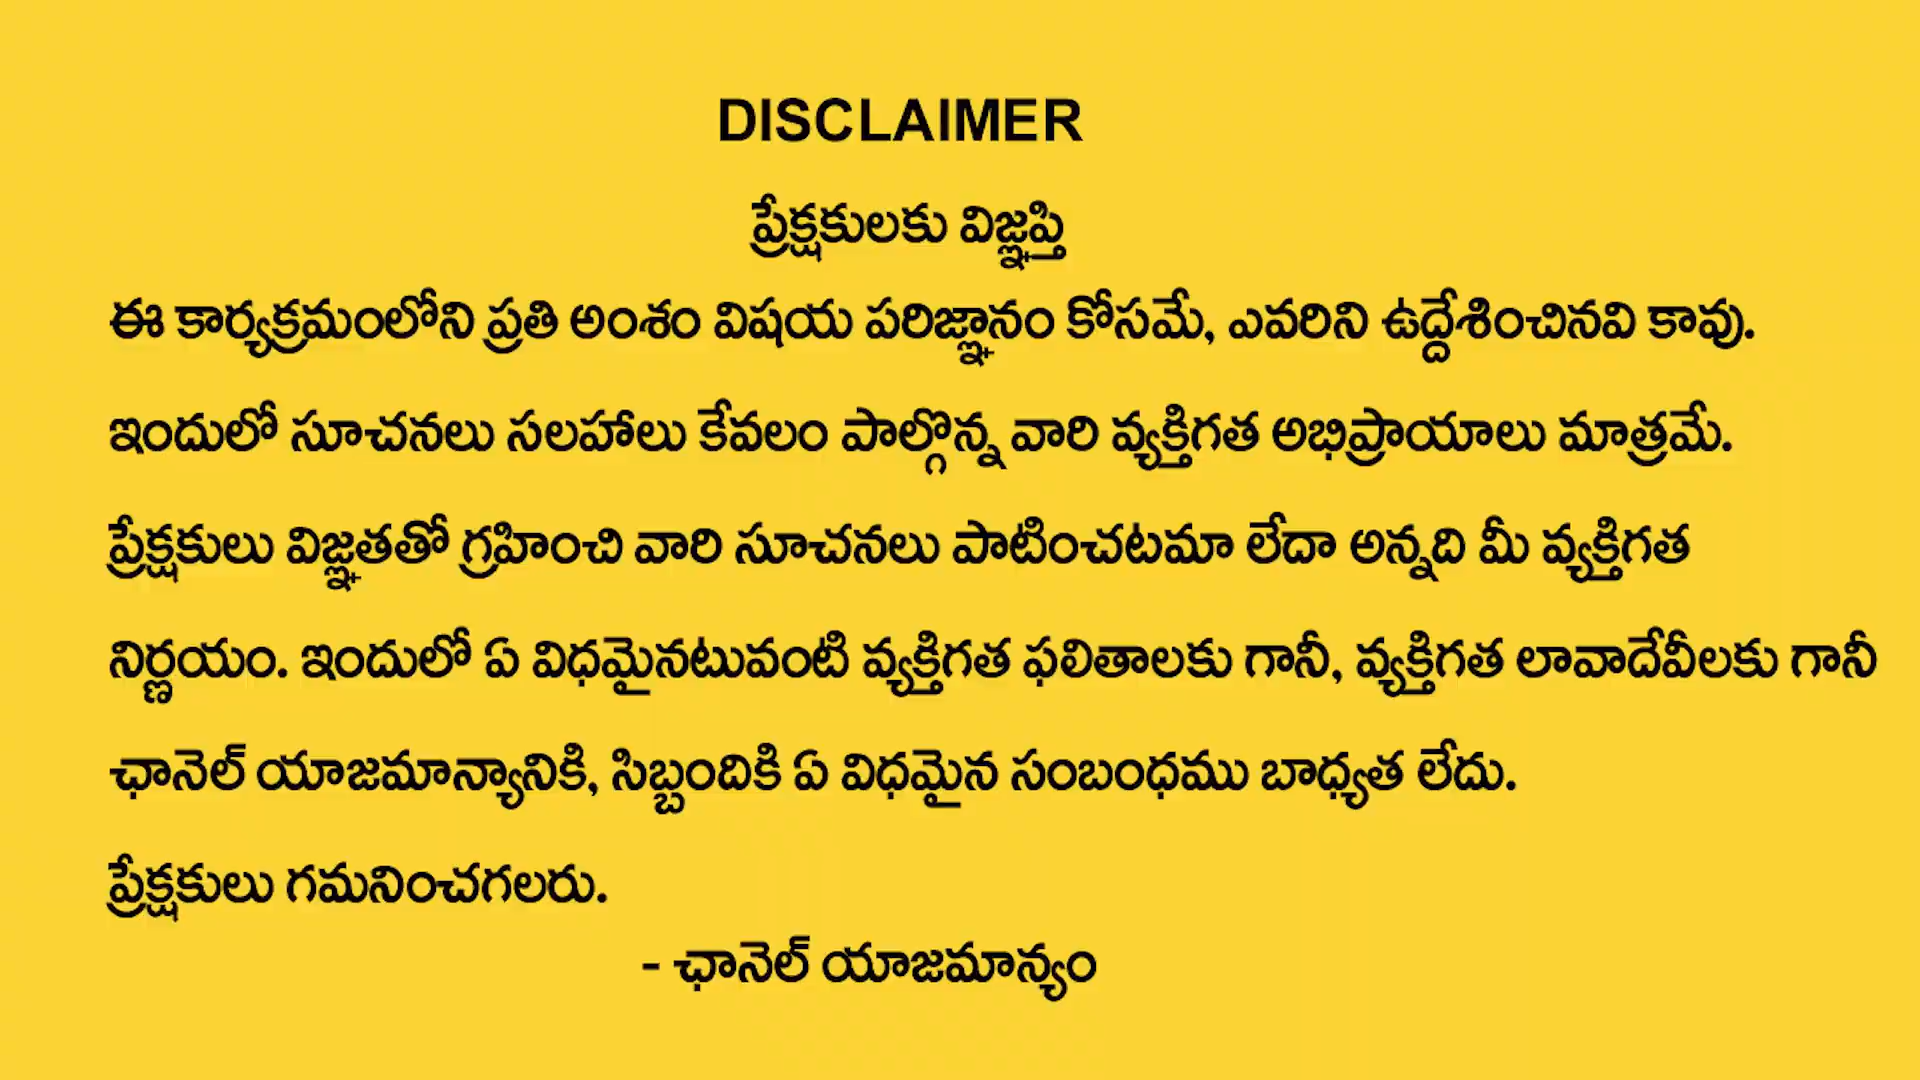 DISCLAIMER
ప్రేక్షకులకు విజ్ఞప్తి
ఈ కార్యక్రమంలోని ప్రతి అంశం విషయ పరిజ్ఞానం కోసమే, ఎవరిని ఉద్దేశించినవి కావు.
ఇందులో సూచనలు సలహాలు కేవలం పాల్గొన్న వారి వ్యక్తిగత అభిప్రాయాలు మాత్రమే.
ప్రేక్షకులు విజ్ఞతతో గ్రహించి వారి సూచనలు పాటించటమా లేదా అన్నది మీ వ్యక్తిగత
నిర్ణయం. ఇందులో ఏ విధమైనటువంటి వ్యక్తిగత ఫలితాలకు గానీ, వ్యక్తిగత లావాదేవీలకు గానీ
ఛానెల్ యాజమాన్యానికి, సిబ్బందికి ఏ విధమైన సంబంధము బాధ్యత లేదు.
ప్రేక్షకులు గమనించగలరు.
- ఛానెల్ యాజమాన్యం